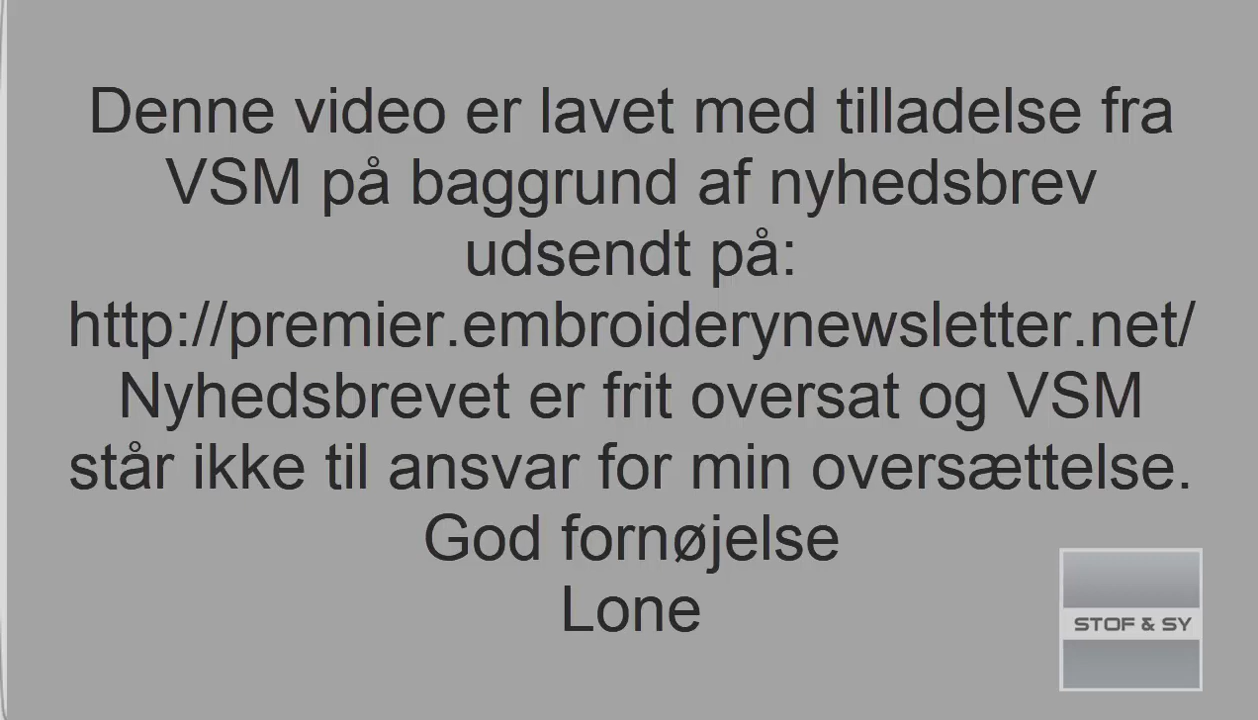 Denne video er lavet med tilladelse fra
VSM på baggrund af nyhedsbrev
udsendt på:
http://premier.embroiderynewsletter.net/
Nyhedsbrevet er frit oversat og VSM
står ikke til ansvar for min oversættelse.
God fornøjelse
Lone
STOF & SY